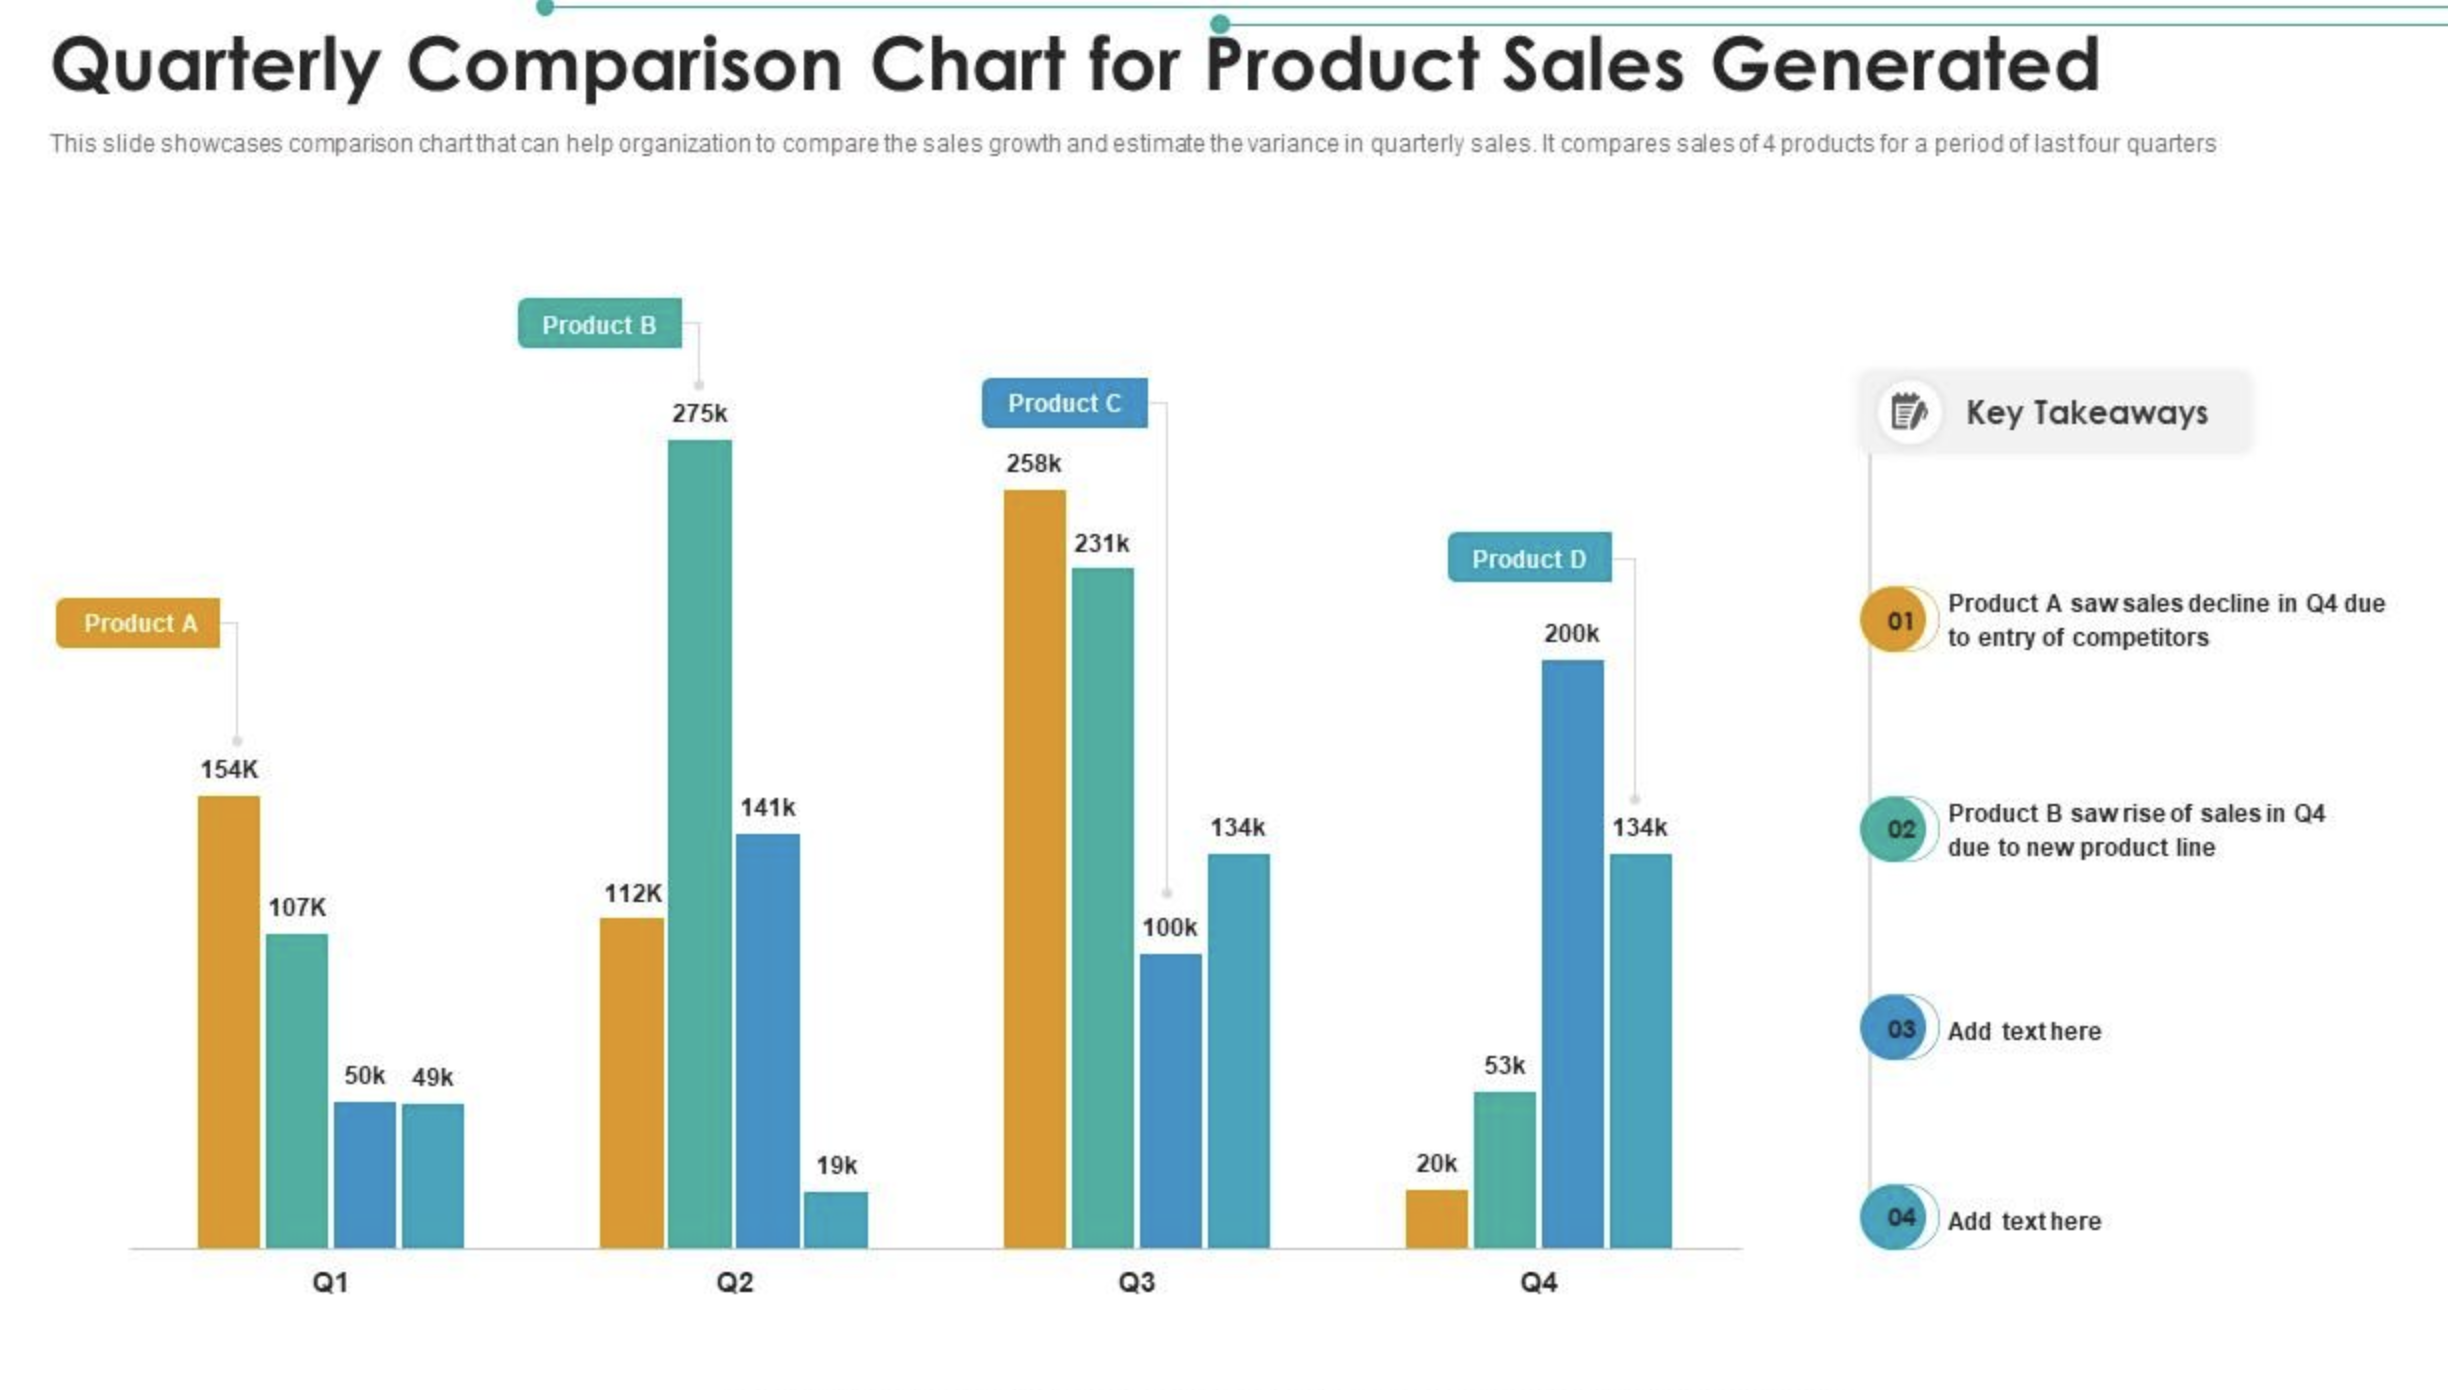 Quarterly Comparison Chart for Product Sales Generated
This slide showcases comparison chart that can help organization to compare the sales growth and estimate the variance in quarterly sales. It compares sales of 4 products for a period of last four quarters
Product A
154K
107K
50k
49k
Q1
Product B
112K
275k
141k
19k
Q2
Product C
258k
231k
100k
134k
Q3
Product D
20k
53k
200k
134k
Q4
Key Takeaways
01
Product A saw sales decline in Q4 due
to entry of competitors
02
Product B saw rise of sales in Q4
due to new product line
03
Add text here
04
Add text here